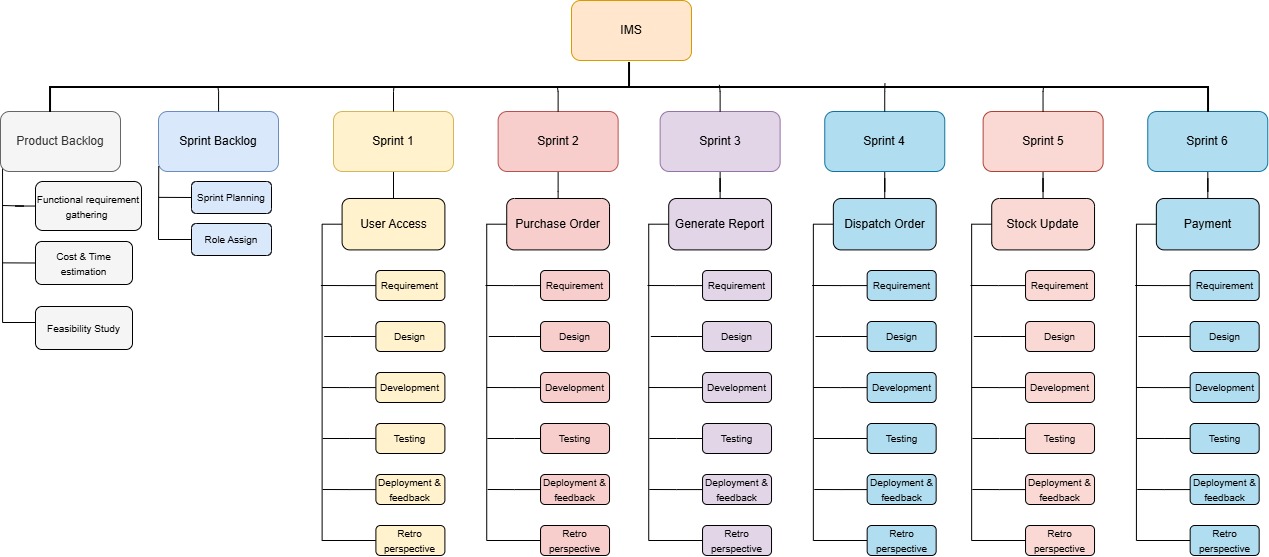 IMS
Product Backlog
Functional requirement
gathering
Cost & Time
estimation
Feasibility Study
Sprint Backlog
Sprint Planning
Role Assign
Sprint 1
User Access
Requirement
Design
Development
Testing
Deployment &
feedback
Retro
perspective
Sprint 2
Purchase Order
Requirement
Design
Development
Testing
Deployment &
feedback
Retro
perspective
Sprint 3
Generate Report
Requirement
Design
Development
Testing
Deployment &
feedback
Retro
perspective
Sprint 4
Dispatch Order
Requirement
Design
Development
Testing
Deployment &
feedback
Retro
perspective
Sprint 5
Stock Update
Requirement
Design
Development
Testing
Deployment &
feedback
Retro
perspective
Sprint 6
Payment
Requirement
Design
Development
Testing
Deployment &
feedback
Retro
perspective